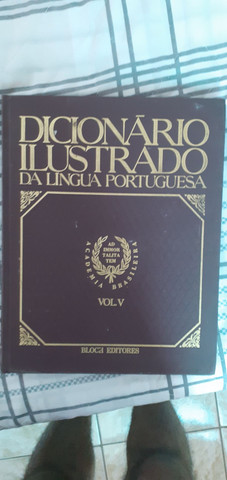 DICIONÁRIO
ILUSTRADO
DA LÍNGUA PORTUGUESA
AD
IMMOR
TALITA
TEM
ACADEMIA BRASILEIRA
VOL. V
BLOCH EDITORES